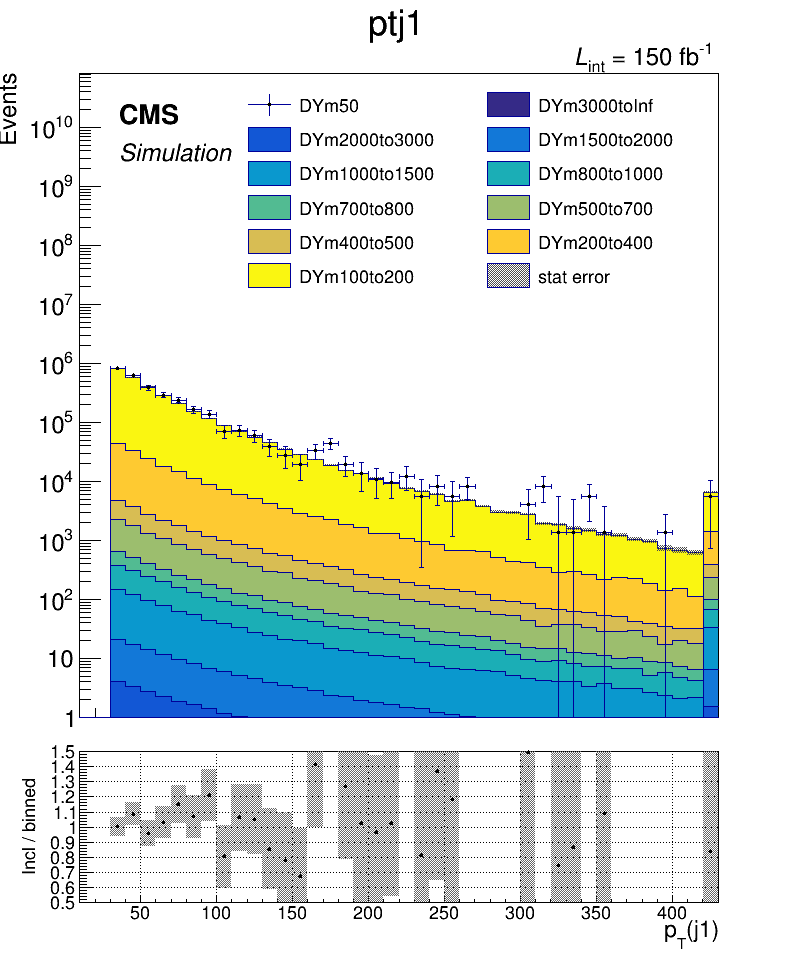 ptj1
L_int = 150 fb^-1
Events
CMS
Simulation
DYm50
DYm3000toInf
DYm2000to3000
DYm1500to2000
DYm1000to1500
DYm800to1000
DYm700to800
DYm500to700
DYm400to500
DYm200to400
DYm100to200
stat error
10^10
10^9
10^8
10^7
10^6
10^5
10^4
10^3
10^2
10
1
Incl / binned
1.5
1.4
1.3
1.2
1.1
1
0.9
0.8
0.7
0.6
0.5
50 100 150 200 250 300 350 400
p_T(j1)